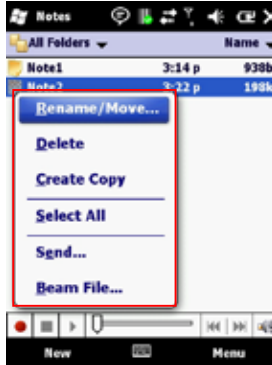 Notes
All Folders Name
Note1 3:14 p 938b
Note2 3:22 p 198k
Rename/Move...
Delete
Create Copy
Select All
Send...
Beam File...
New Menu